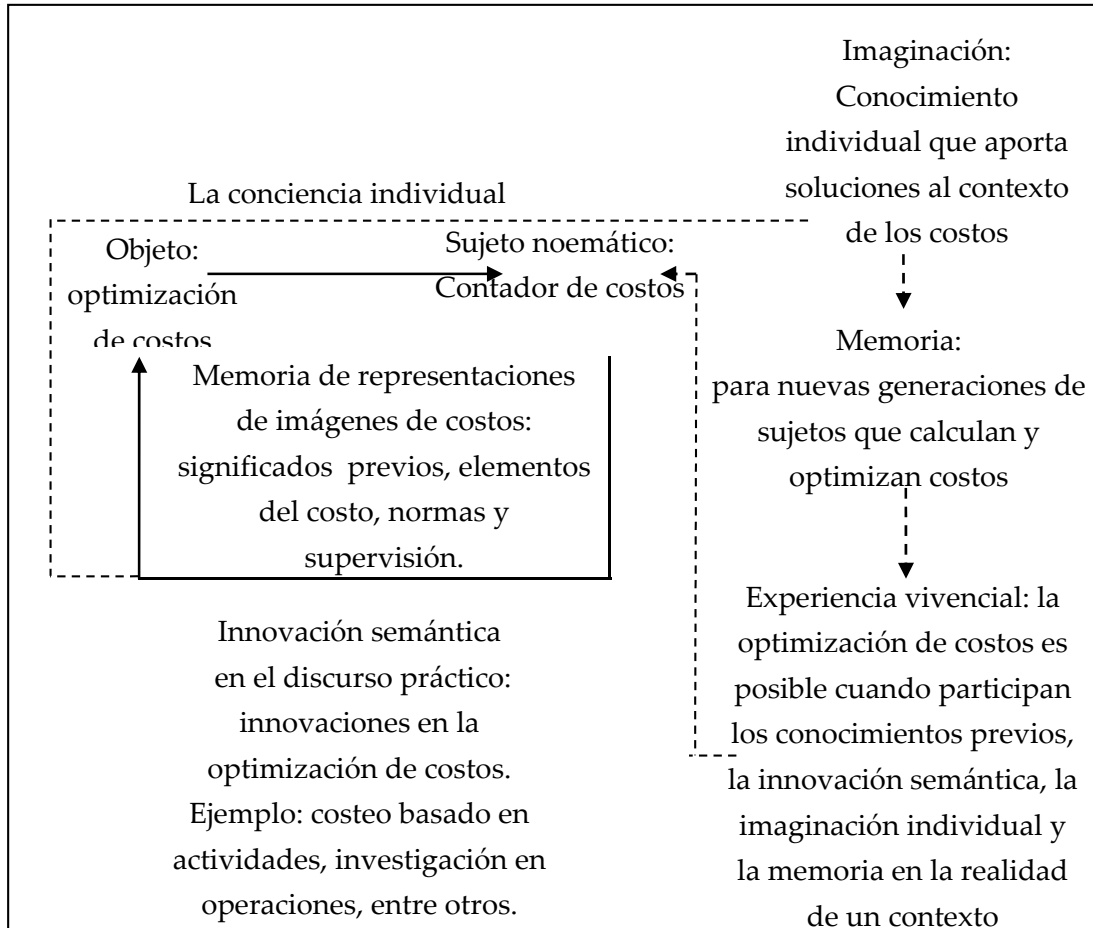 Imaginación:
Conocimiento
individual que aporta
soluciones al contexto
de los costos
La conciencia individual
Objeto:
optimización
de costos
Sujeto noemático:
Contador de costos
Memoria de representaciones
de imágenes de costos:
significados previos, elementos
del costo, normas y
supervisión.
Memoria:
para nuevas generaciones de
sujetos que calculan y
optimizan costos
Innovación semántica
en el discurso práctico:
innovaciones en la
optimización de costos.
Ejemplo: costeo basado en
actividades, investigación en
operaciones, entre otros.
Experiencia vivencial: la
optimización de costos es
posible cuando participan
los conocimientos previos,
la innovación semántica, la
imaginación individual y
la memoria en la realidad
de un contexto